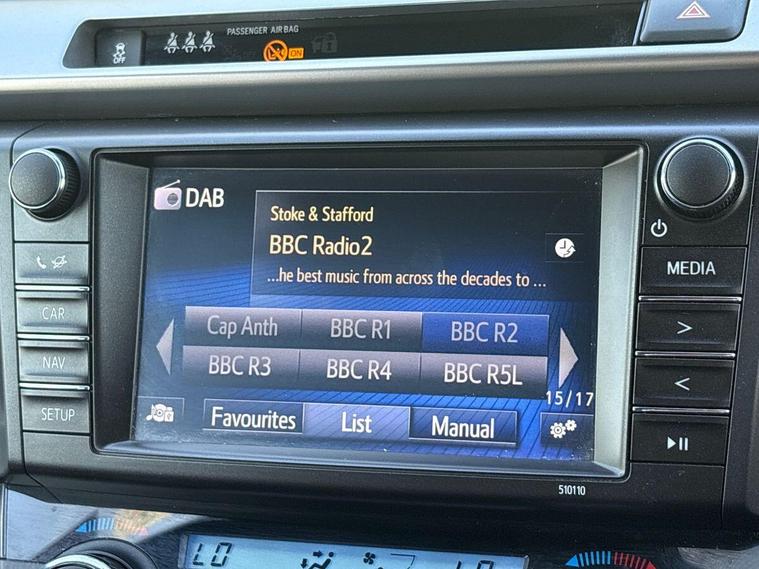 PASSENGER AIR BAG
OFF
ON
DAB
Stoke & Stafford
BBC Radio2
...he best music from across the decades to ...
MEDIA
CAR
Cap Anth BBC R1 BBC R2
>
NAV
BBC R3 BBC R4 BBC R5L
<
15/17
SETUP
Favourites List Manual
510110
LO LO